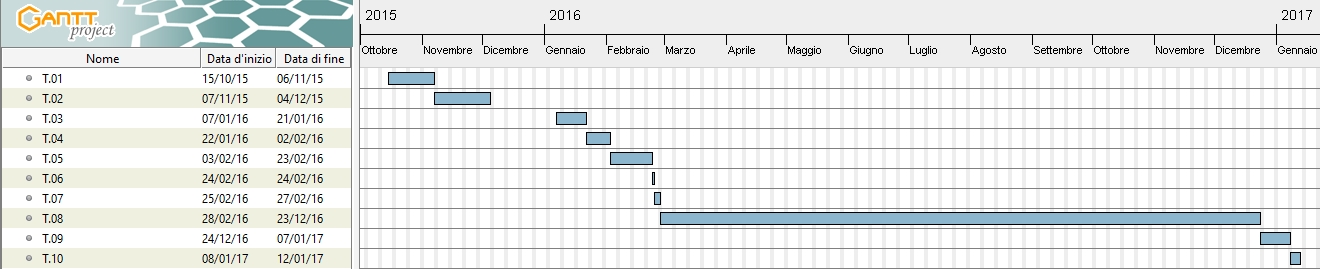 GANTT project
2015 2016 2017
Ottobre Novembre Dicembre Gennaio Febbraio Marzo Aprile Maggio Giugno Luglio Agosto Settembre Ottobre Novembre Dicembre Gennaio
Nome Data d'inizio Data di fine
T.01 15/10/15 06/11/15
T.02 07/11/15 04/12/15
T.03 07/01/16 21/01/16
T.04 22/01/16 02/02/16
T.05 03/02/16 23/02/16
T.06 24/02/16 24/02/16
T.07 25/02/16 27/02/16
T.08 28/02/16 23/12/16
T.09 24/12/16 07/01/17
T.10 08/01/17 12/01/17